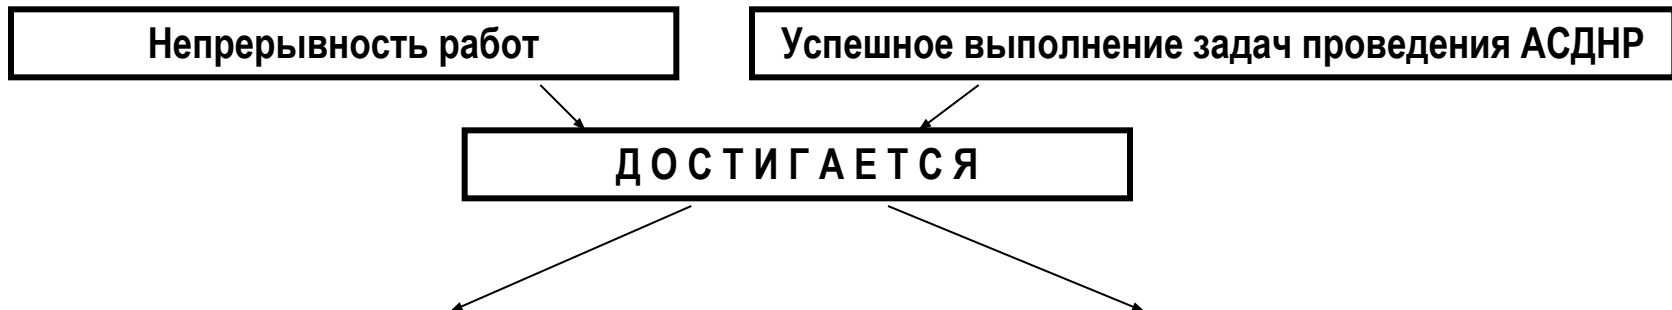 Непрерывность работ
Успешное выполнение задач проведения АСДНР
Д О С Т И Г А Е Т С Я